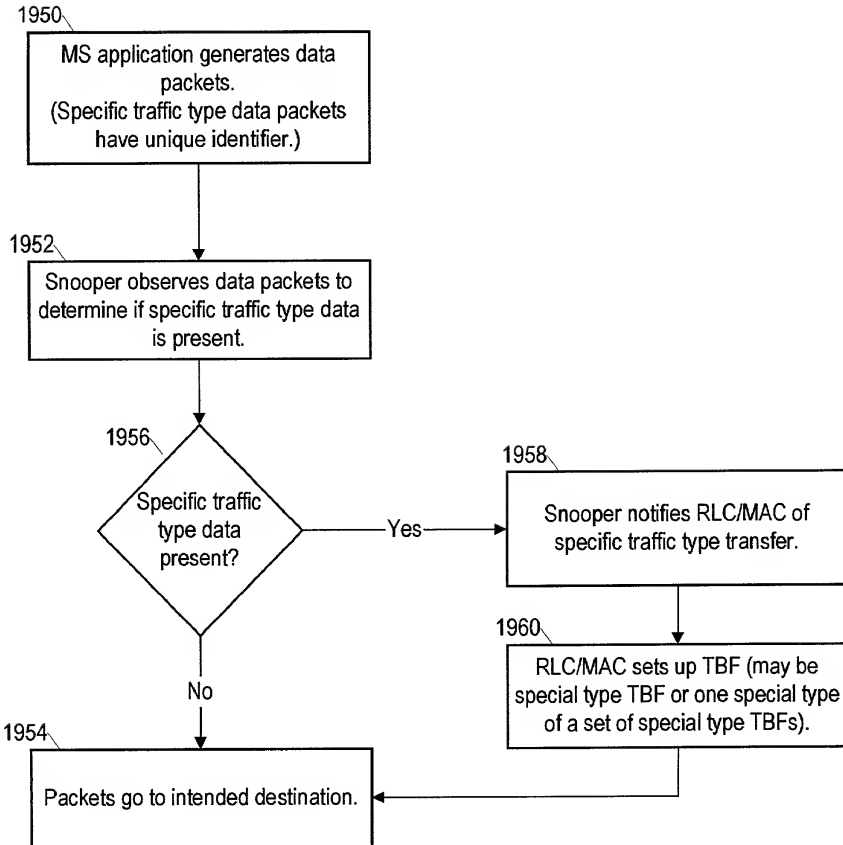 1950
MS application generates data
packets.
(Specific traffic type data packets
have unique identifier.)
1952
Snooper observes data packets to
determine if specific traffic type data
is present.
1956
Specific traffic
type data
present?
Yes
1958
Snooper notifies RLC/MAC of
specific traffic type transfer.
1960
RLC/MAC sets up TBF (may be
special type TBF or one special type
of a set of special type TBFs).
No
1954
Packets go to intended destination.